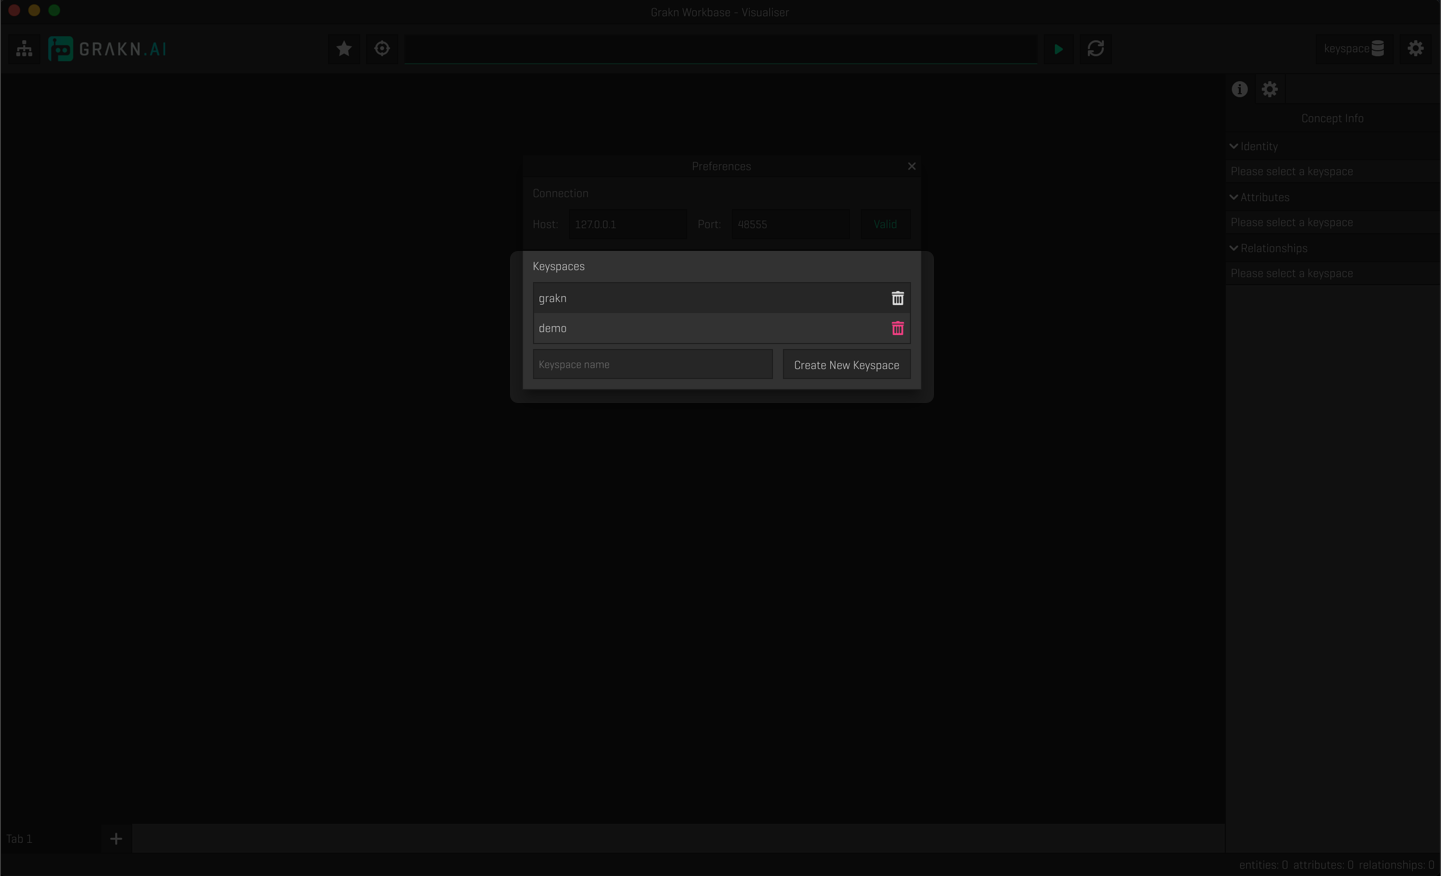 Grakn Workbase - Visualiser
GRAKN.AI
keyspace
Concept Info
Identity
Please select a keyspace
Attributes
Please select a keyspace
Relationships
Please select a keyspace
Preferences
Connection
Host: 127.0.0.1 Port: 48555 Valid
Keyspaces
grakn
demo
Keyspace name Create New Keyspace
Tab 1
entities: 0 attributes: 0 relationships: 0